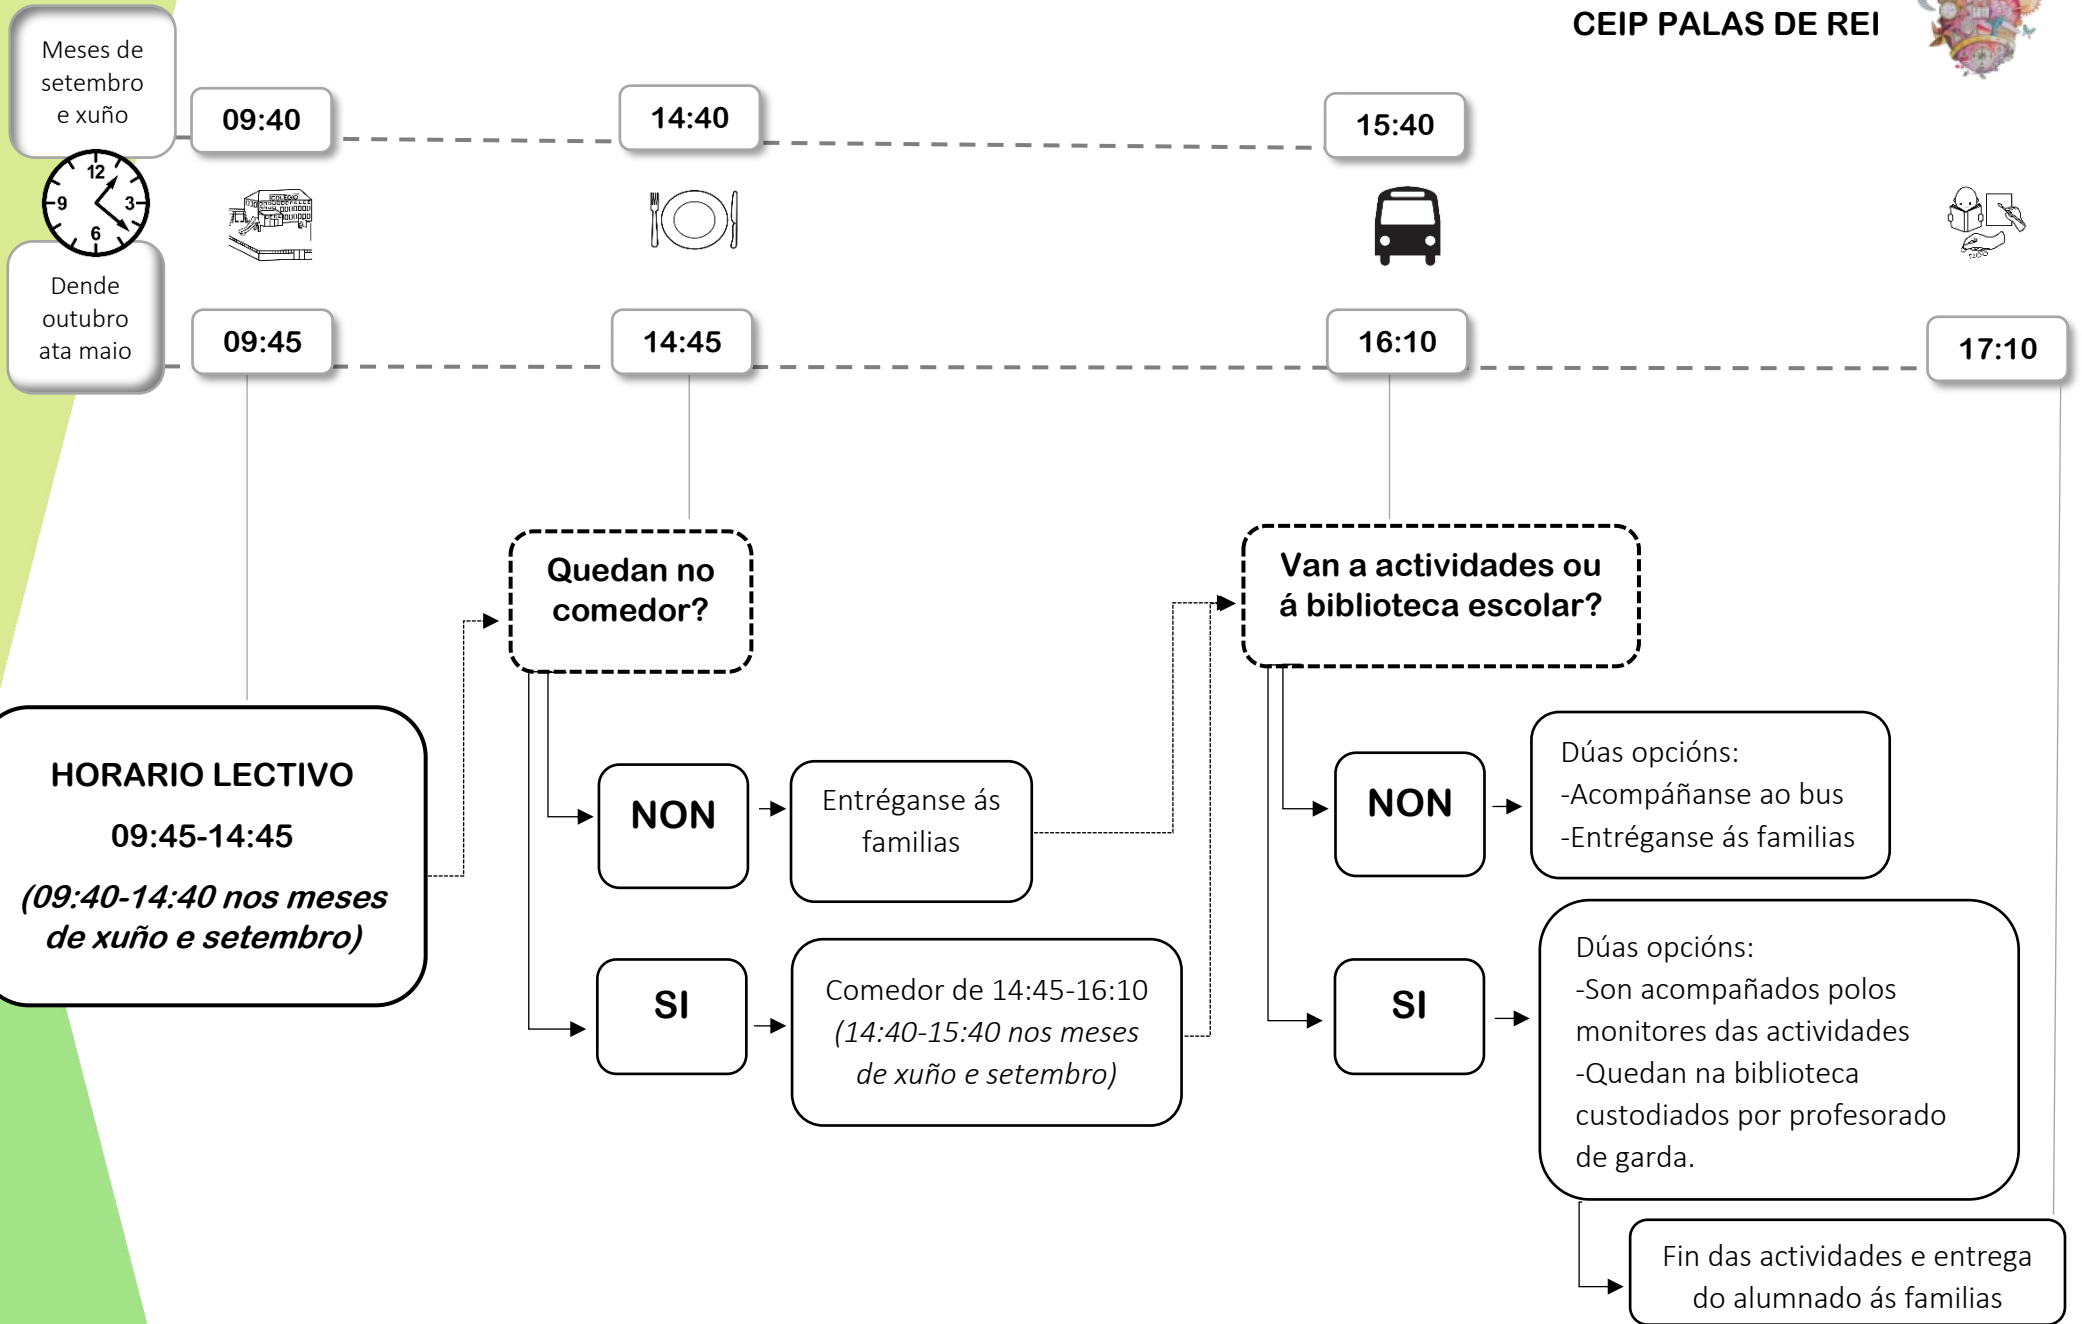 CEIP PALAS DE REI
Meses de
setembro
e xuño
09:40
14:40
15:40
12
9
3
6
COLEGIO
Dende
outubro
ata maio
09:45
14:45
16:10
17:10
Quedan no
comedor?
Van a actividades ou
á biblioteca escolar?
HORARIO LECTIVO
09:45-14:45
(09:40-14:40 nos meses
de xuño e setembro)
NON
Entréganse ás
familias
SI
Comedor de 14:45-16:10
(14:40-15:40 nos meses
de xuño e setembro)
NON
Dúas opcións:
-Acompáñanse ao bus
-Entréganse ás familias
SI
Dúas opcións:
-Son acompañados polos
monitores das actividades
-Quedan na biblioteca
custodiados por profesorado
de garda.
Fin das actividades e entrega
do alumnado ás familias